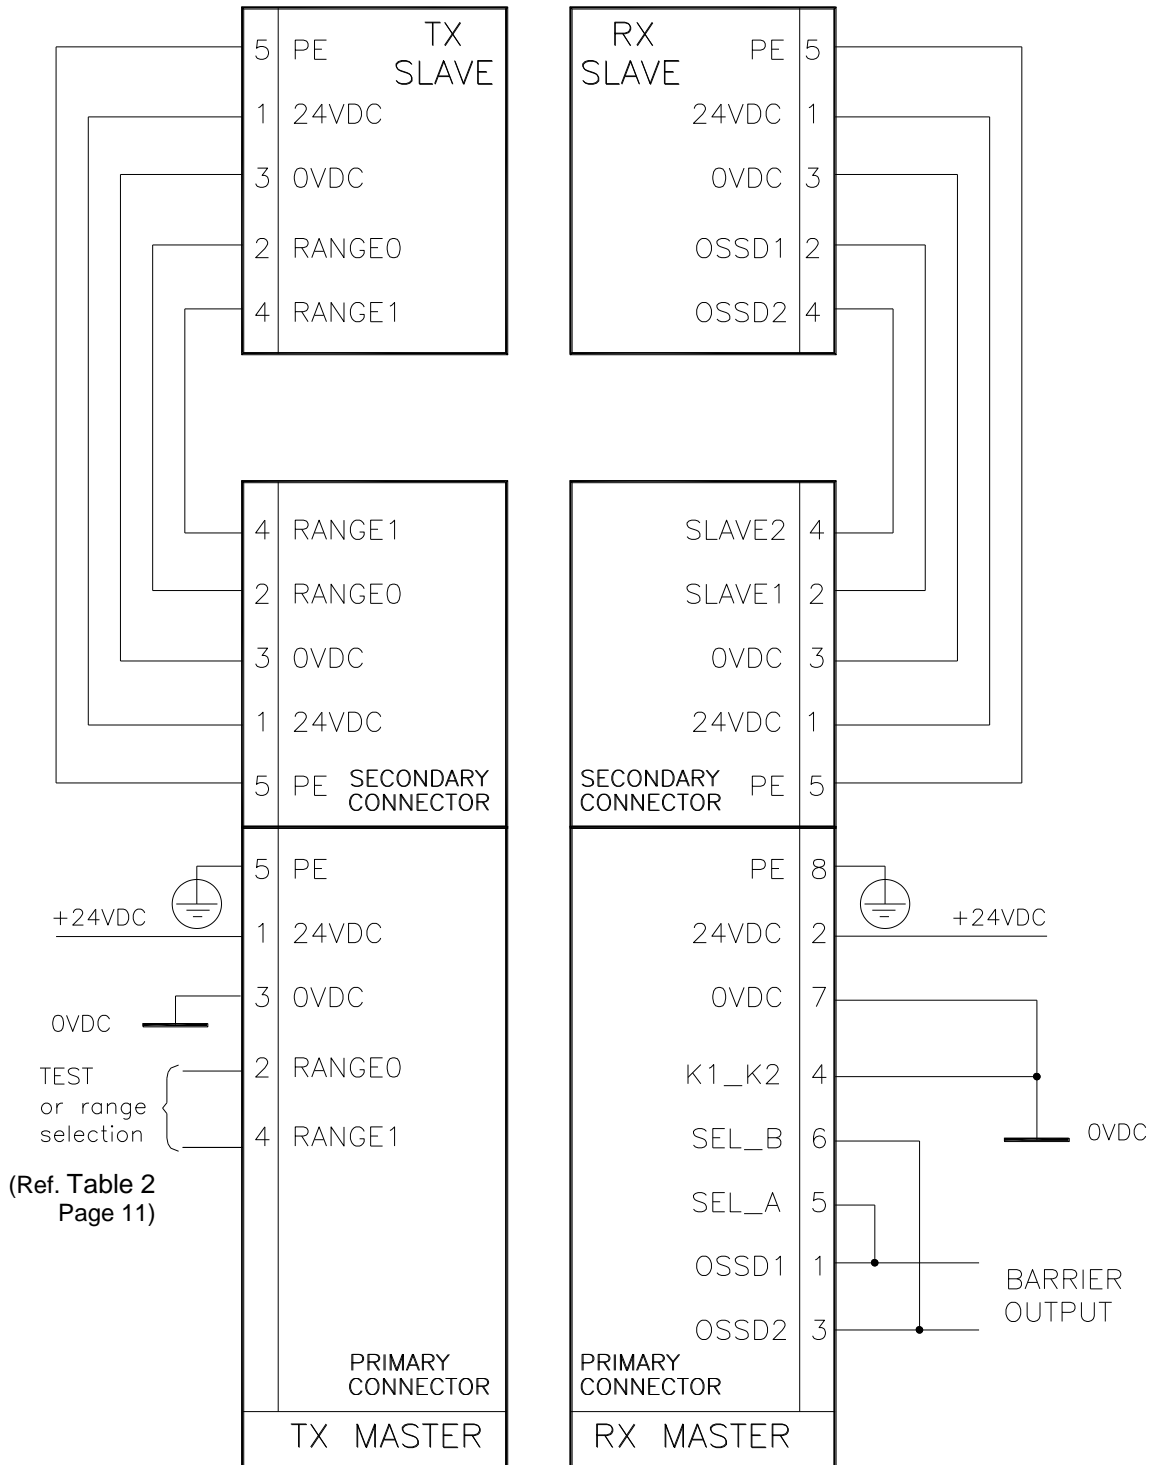 TX
SLAVE
5 PE
1 24VDC
3 0VDC
2 RANGE0
4 RANGE1
RX
SLAVE
PE 5
24VDC 1
0VDC 3
OSSD1 2
OSSD2 4
4 RANGE1
2 RANGE0
3 0VDC
1 24VDC
5 PE
SECONDARY
CONNECTOR
SLAVE2 4
SLAVE1 2
0VDC 3
24VDC 1
PE 5
SECONDARY
CONNECTOR
5 PE
+24VDC
1 24VDC
3 0VDC
0VDC
2 RANGE0
TEST
or range
selection
4 RANGE1
(Ref. Table 2
Page 11)
PRIMARY
CONNECTOR
TX MASTER
PE 8
24VDC 2
+24VDC
0VDC 7
K1_K2 4
SEL_B 6
0VDC
SEL_A 5
OSSD1 1
OSSD2 3
BARRIER
OUTPUT
PRIMARY
CONNECTOR
RX MASTER